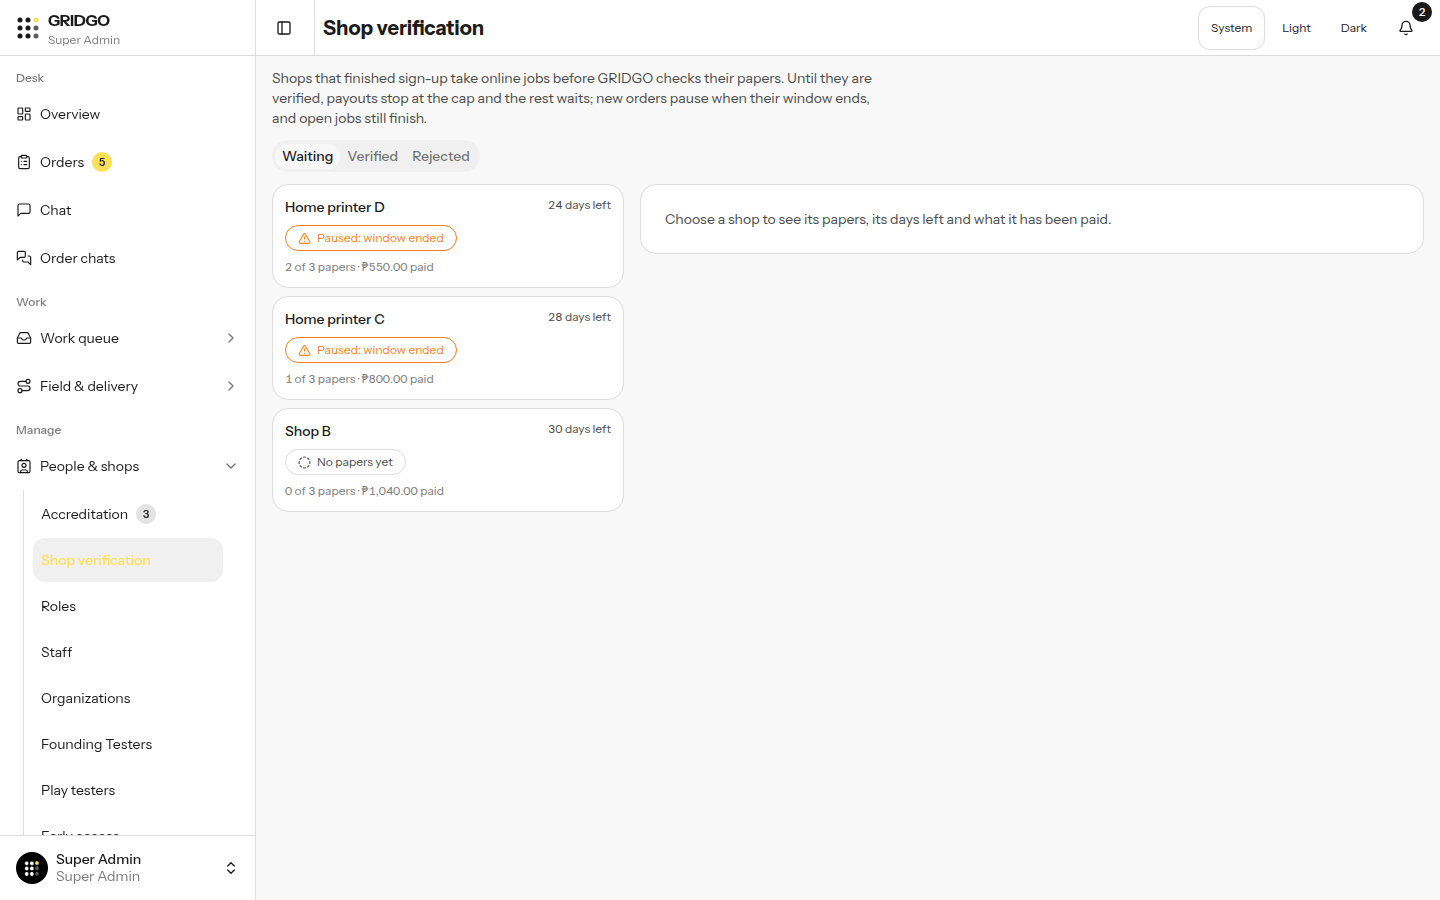 GRIDGO
Super Admin
Shop verification
System
Light
Dark
2
Desk
Overview
Orders 5
Chat
Order chats
Work
Work queue
Field & delivery
Manage
People & shops
Accreditation 3
Shop verification
Roles
Staff
Organizations
Founding Testers
Play testers
Early access
Super Admin
Super Admin
Shops that finished sign-up take online jobs before GRIDGO checks their papers. Until they are
verified, payouts stop at the cap and the rest waits; new orders pause when their window ends,
and open jobs still finish.
Waiting Verified Rejected
Home printer D 24 days left
Paused: window ended
2 of 3 papers · ₱550.00 paid
Home printer C 28 days left
Paused: window ended
1 of 3 papers · ₱800.00 paid
Shop B 30 days left
No papers yet
0 of 3 papers · ₱1,040.00 paid
Choose a shop to see its papers, its days left and what it has been paid.